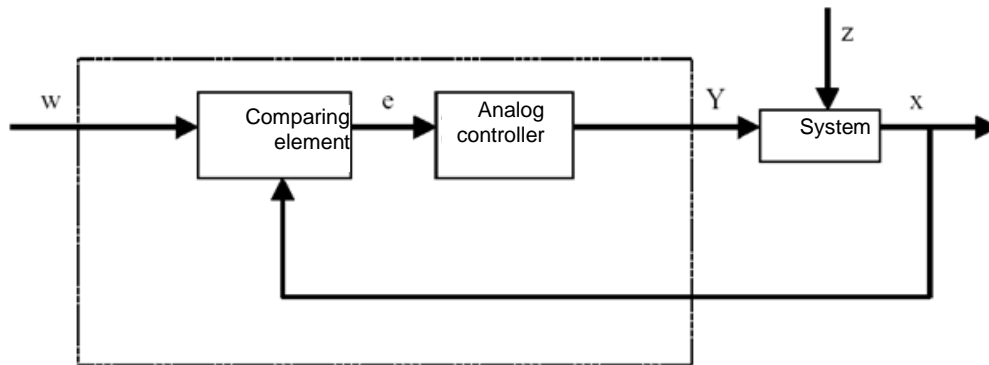 z
w
e
Y
x
Comparing
element
Analog
controller
System